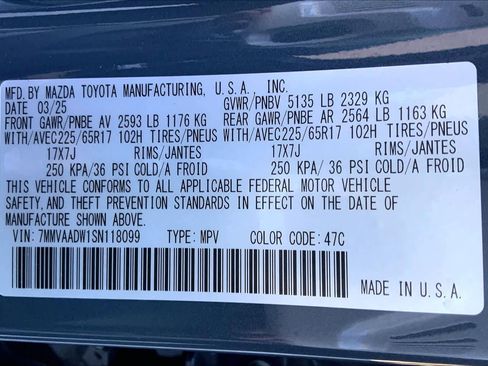 MFD. BY MAZDA TOYOTA MANUFACTURING, U.S.A., INC.
DATE 03/25 GVWR/PNBV 5135 LB 2329 KG
FRONT GAWR/PNBE AV 2593 LB 1176 KG REAR GAWR/PNBE AR 2564 LB 1163 KG
WITH/AVEC225/65R17 102H TIRES/PNEUS WITH/AVEC225/65R17 102H TIRES/PNEUS
17X7J RIMS/JANTES 17X7J RIMS/JANTES
250 KPA/36 PSI COLD/A FROID 250 KPA/36 PSI COLD/A FROID
THIS VEHICLE CONFORMS TO ALL APPLICABLE FEDERAL MOTOR VEHICLE
SAFETY, AND THEFT PREVENTION STANDARDS IN EFFECT ON THE DATE OF
MANUFACTURE SHOWN ABOVE.
VIN: 7MMVAADW1SN118099 TYPE: MPV COLOR CODE: 47C
MADE IN U.S.A.